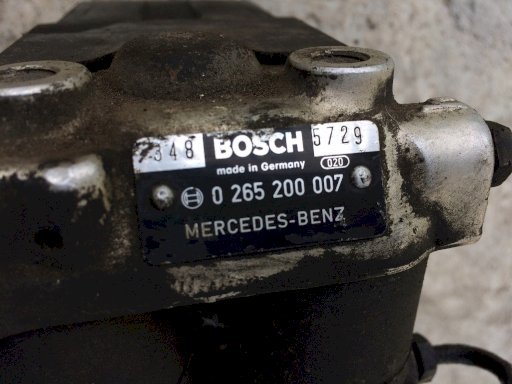 348 BOSCH 5729
made in Germany 020
0 265 200 007
MERCEDES-BENZ